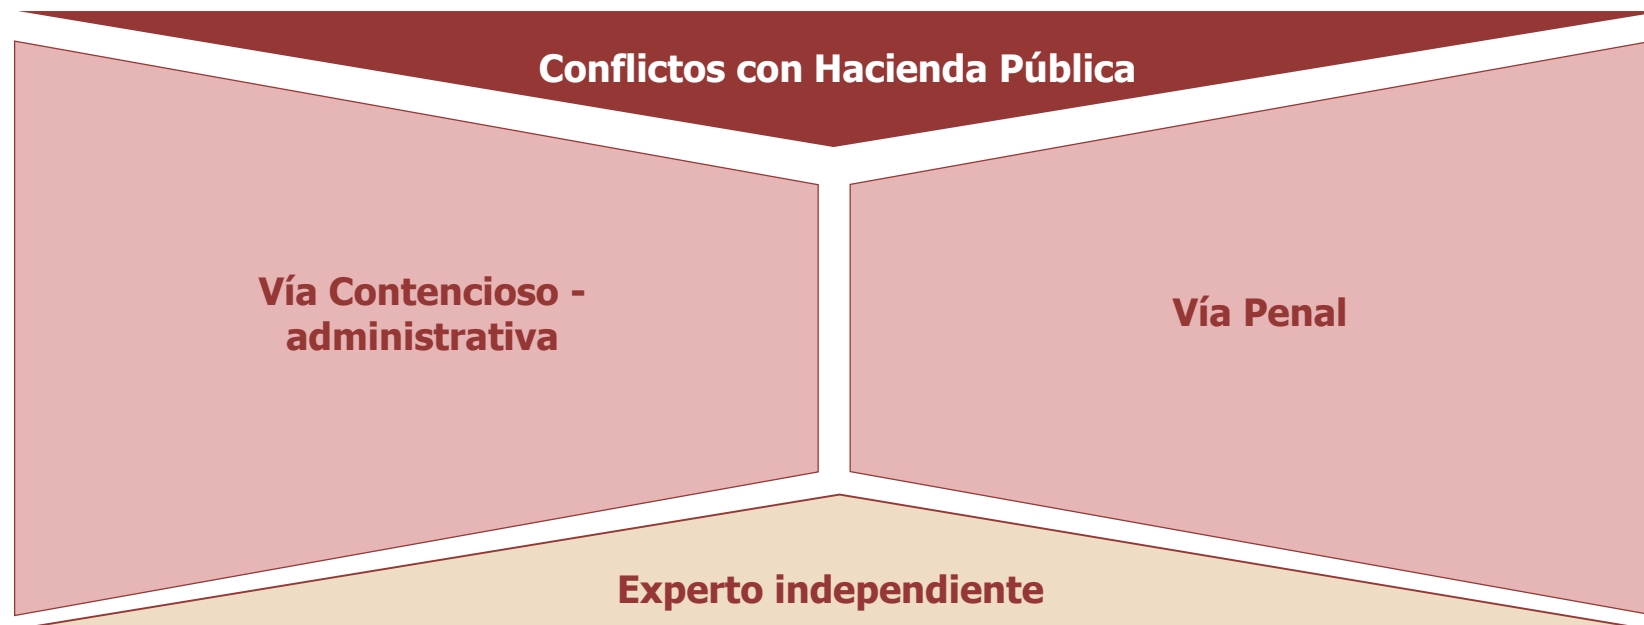 Conflictos con Hacienda Pública
Vía Contencioso -
administrativa
Vía Penal
Experto independiente